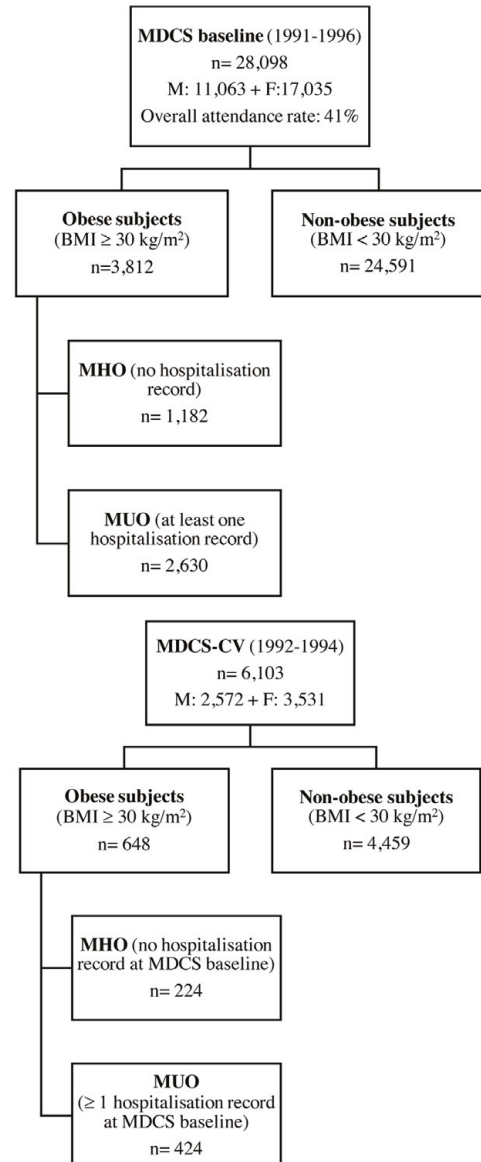 MDCS baseline (1991-1996)
n= 28,098
M: 11,063 + F:17,035
Overall attendance rate: 41%
Obese subjects
(BMI ≥ 30 kg/m²)
n=3,812
Non-obese subjects
(BMI < 30 kg/m²)
n= 24,591
MHO (no hospitalisation
record)
n= 1,182
MUO (at least one
hospitalisation record)
n= 2,630
MDCS-CV (1992-1994)
n= 6,103
M: 2,572 + F: 3,531
Obese subjects
(BMI ≥ 30 kg/m²)
n= 648
Non-obese subjects
(BMI < 30 kg/m²)
n= 4,459
MHO (no hospitalisation
record at MDCS baseline)
n= 224
MUO
(≥ 1 hospitalisation record
at MDCS baseline)
n= 424